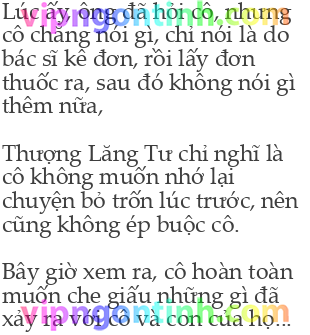 Lúc ấy, ông đã hỏi cô, nhưng
cô chẳng nói gì, chỉ nói là do
bác sĩ kê đơn, rồi lấy đơn
thuốc ra, sau đó không nói gì
thêm nữa,
Thượng Lăng Tư chỉ nghĩ là
cô không muốn nhớ lại
chuyện bỏ trốn lúc trước, nên
cũng không ép buộc cô.
Bây giờ xem ra, cô hoàn toàn
muốn che giấu những gì đã
xảy ra với cô và con của họ...
vipngontinh.com
vipngontinh.com